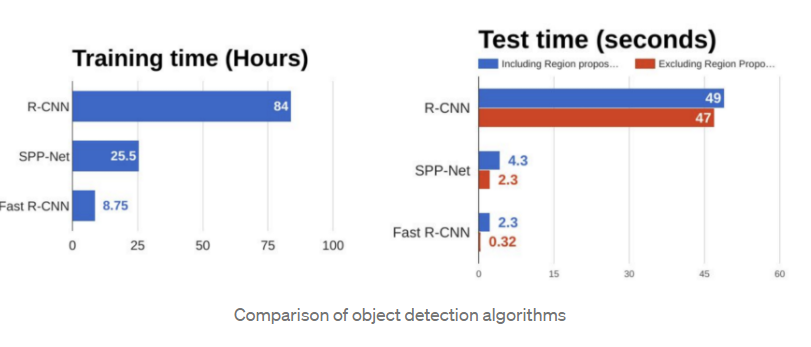 Training time (Hours)
R-CNN
84
SPP-Net
25.5
Fast R-CNN
8.75
0 25 50 75 100
Test time (seconds)
Including Region propos... Excluding Region Propo...
R-CNN
49
47
SPP-Net
4.3
2.3
Fast R-CNN
2.3
0.32
0 15 30 45 60
Comparison of object detection algorithms